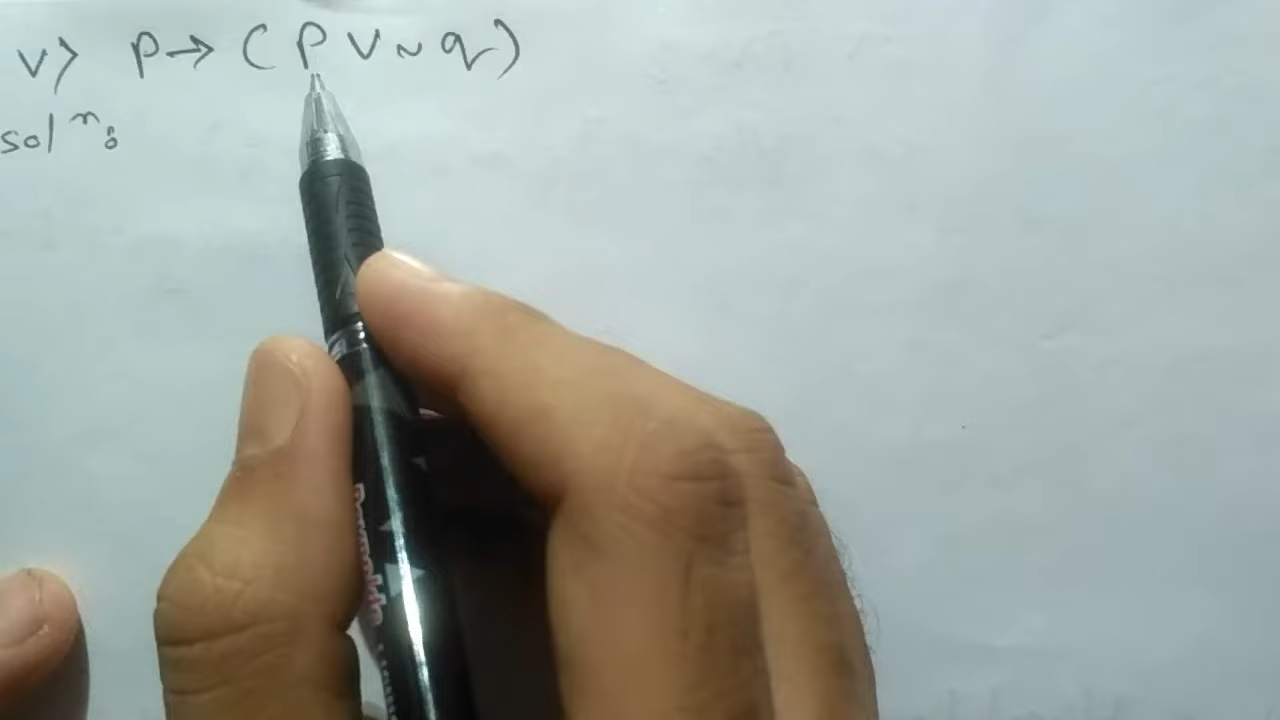 v> p→ (p ∨ ~ q)
solⁿ: